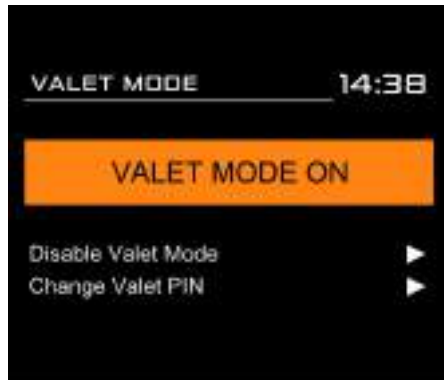 VALET MODE 14:38
VALET MODE ON
Disable Valet Mode
Change Valet PIN